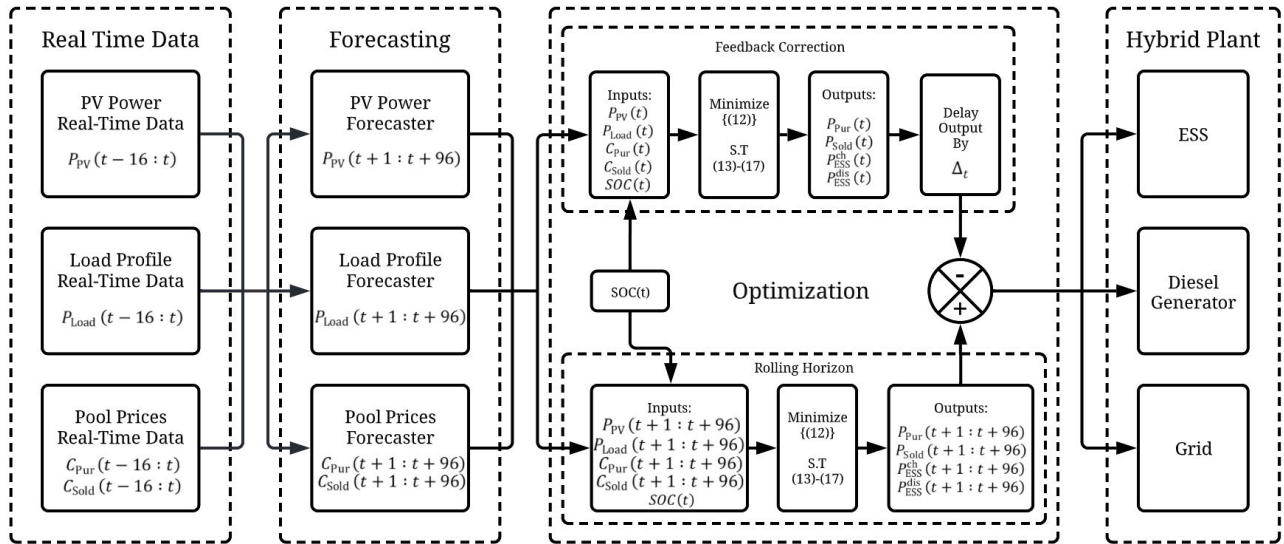 Real Time Data
PV Power
Real-Time Data
P_PV (t − 16 : t)
Load Profile
Real-Time Data
P_Load (t − 16 : t)
Pool Prices
Real-Time Data
C_Pur (t − 16 : t)
C_Sold (t − 16 : t)
Forecasting
PV Power
Forecaster
P_PV (t + 1 : t + 96)
Load Profile
Forecaster
P_Load (t + 1 : t + 96)
Pool Prices
Forecaster
C_Pur (t + 1 : t + 96)
C_Sold (t + 1 : t + 96)
Feedback Correction
Inputs:
P_PV (t)
P_Load (t)
C_Pur (t)
C_Sold (t)
SOC(t)
Minimize
{(12)}
S.T
(13)-(17)
Outputs:
P_Pur (t)
P_Sold (t)
P_ESS^ch (t)
P_ESS^dis (t)
Delay
Output
By
Δ_t
SOC(t)
Optimization
-
+
Rolling Horizon
Inputs:
P_PV (t + 1 : t + 96)
P_Load (t + 1 : t + 96)
C_Pur (t + 1 : t + 96)
C_Sold (t + 1 : t + 96)
SOC(t)
Minimize
{(12)}
S.T
(13)-(17)
Outputs:
P_Pur (t + 1 : t + 96)
P_Sold (t + 1 : t + 96)
P_ESS^ch (t + 1 : t + 96)
P_ESS^dis (t + 1 : t + 96)
Hybrid Plant
ESS
Diesel
Generator
Grid